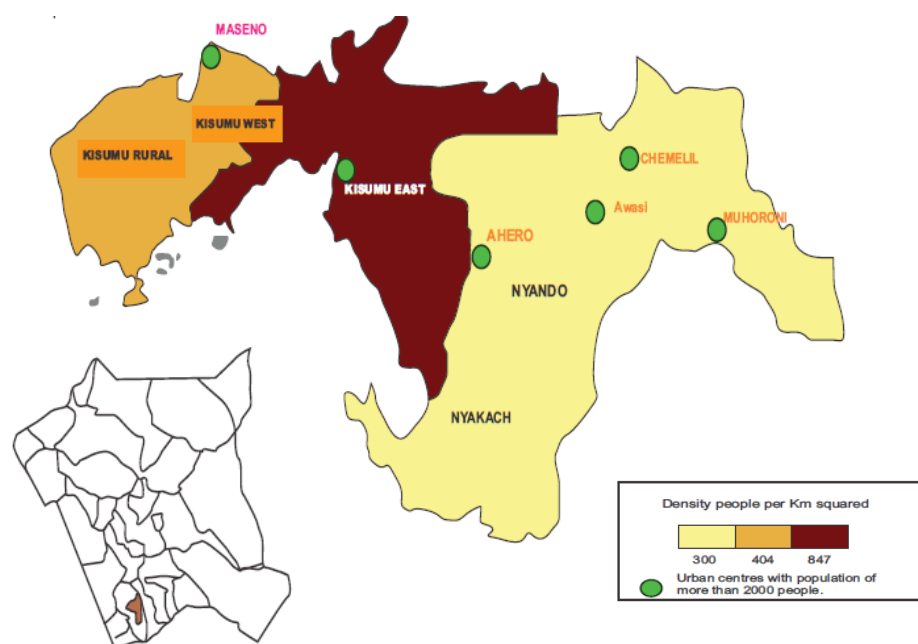 MASENO
KISUMU WEST
KISUMU RURAL
CHEMELIL
KISUMU EAST
Awasi
MUHORONI
AHERO
NYANDO
NYAKACH
Density people per Km squared
300 404 847
Urban centres with population of
more than 2000 people.